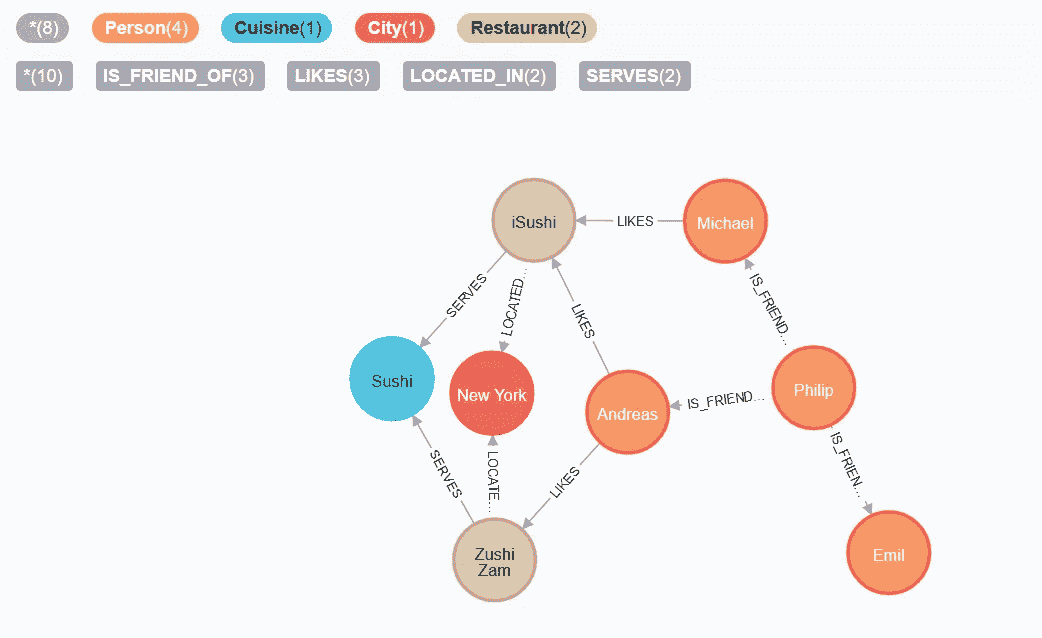 *(8) Person(4) Cuisine(1) City(1) Restaurant(2)
*(10) IS_FRIEND_OF(3) LIKES(3) LOCATED_IN(2) SERVES(2)
iSushi
LIKES
Michael
SERVES
LOCATED...
LIKES
IS_FRIEND...
Sushi
New York
Andreas
IS_FRIEND...
Philip
SERVES
LOCATE...
LIKES
IS_FRIEN...
Zushi
Zam
Emil